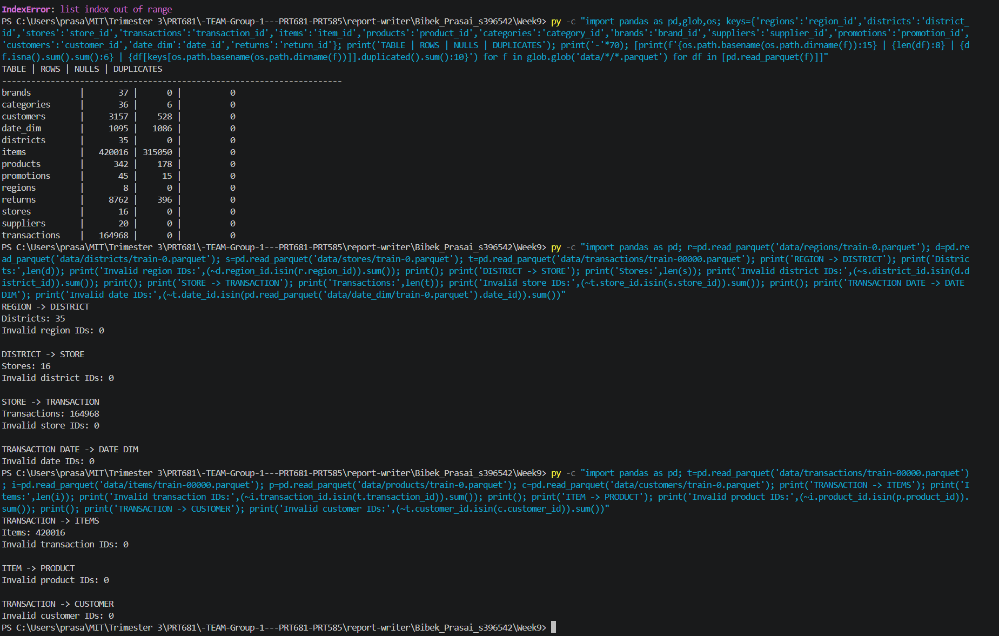 IndexError: list index out of range
PS C:\Users\prasa\MIT\Trimester 3\PRT681\-TEAM-Group-1---PRT681-PRT585\report-writer\Bibek_Prasai_s396542\Week9> py -c "import pandas as pd,glob,os; keys={'regions':'region_id','districts':'district_
id','stores':'store_id','transactions':'transaction_id','items':'item_id','products':'product_id','categories':'category_id','brands':'brand_id','suppliers':'supplier_id','promotions':'promotion_id',
'customers':'customer_id','date_dim':'date_id','returns':'return_id'}; print('TABLE | ROWS | NULLS | DUPLICATES'); print('-'*70); [print(f'{os.path.basename(os.path.dirname(f)):15} | {len(df):8} | {d
f.isna().sum().sum():6} | {df[keys[os.path.basename(os.path.dirname(f))]].duplicated().sum():10}') for f in glob.glob('data/*/*.parquet') for df in [pd.read_parquet(f)]]"
TABLE | ROWS | NULLS | DUPLICATES
----------------------------------------------------------------------
brands          |       37 |      0 |          0
categories      |       36 |      6 |          0
customers       |     3157 |    528 |          0
date_dim        |     1095 |   1086 |          0
districts       |       35 |      0 |          0
items           |   420016 | 315050 |          0
products        |      342 |    178 |          0
promotions      |       45 |     15 |          0
regions         |        8 |      0 |          0
returns         |     8762 |    396 |          0
stores          |       16 |      0 |          0
suppliers       |       20 |      0 |          0
transactions    |   164968 |      0 |          0
PS C:\Users\prasa\MIT\Trimester 3\PRT681\-TEAM-Group-1---PRT681-PRT585\report-writer\Bibek_Prasai_s396542\Week9> py -c "import pandas as pd; r=pd.read_parquet('data/regions/train-0.parquet'); d=pd.re
ad_parquet('data/districts/train-0.parquet'); s=pd.read_parquet('data/stores/train-0.parquet'); t=pd.read_parquet('data/transactions/train-00000.parquet'); print('REGION -> DISTRICT'); print('Distric
ts:',len(d)); print('Invalid region IDs:',(~d.region_id.isin(r.region_id)).sum()); print(); print('DISTRICT -> STORE'); print('Stores:',len(s)); print('Invalid district IDs:',(~s.district_id.isin(d.d
istrict_id)).sum()); print(); print('STORE -> TRANSACTION'); print('Transactions:',len(t)); print('Invalid store IDs:',(~t.store_id.isin(s.store_id)).sum()); print(); print('TRANSACTION DATE -> DATE
DIM'); print('Invalid date IDs:',(~t.date_id.isin(pd.read_parquet('data/date_dim/train-0.parquet').date_id)).sum())"
REGION -> DISTRICT
Districts: 35
Invalid region IDs: 0
DISTRICT -> STORE
Stores: 16
Invalid district IDs: 0
STORE -> TRANSACTION
Transactions: 164968
Invalid store IDs: 0
TRANSACTION DATE -> DATE DIM
Invalid date IDs: 0
PS C:\Users\prasa\MIT\Trimester 3\PRT681\-TEAM-Group-1---PRT681-PRT585\report-writer\Bibek_Prasai_s396542\Week9> py -c "import pandas as pd; t=pd.read_parquet('data/transactions/train-00000.parquet')
; i=pd.read_parquet('data/items/train-00000.parquet'); p=pd.read_parquet('data/products/train-0.parquet'); c=pd.read_parquet('data/customers/train-0.parquet'); print('TRANSACTION -> ITEMS'); print('I
tems:',len(i)); print('Invalid transaction IDs:',(~i.transaction_id.isin(t.transaction_id)).sum()); print(); print('ITEM -> PRODUCT'); print('Invalid product IDs:',(~i.product_id.isin(p.product_id)).
sum()); print(); print('TRANSACTION -> CUSTOMER'); print('Invalid customer IDs:',(~t.customer_id.isin(c.customer_id)).sum())"
TRANSACTION -> ITEMS
Items: 420016
Invalid transaction IDs: 0
ITEM -> PRODUCT
Invalid product IDs: 0
TRANSACTION -> CUSTOMER
Invalid customer IDs: 0
PS C:\Users\prasa\MIT\Trimester 3\PRT681\-TEAM-Group-1---PRT681-PRT585\report-writer\Bibek_Prasai_s396542\Week9>